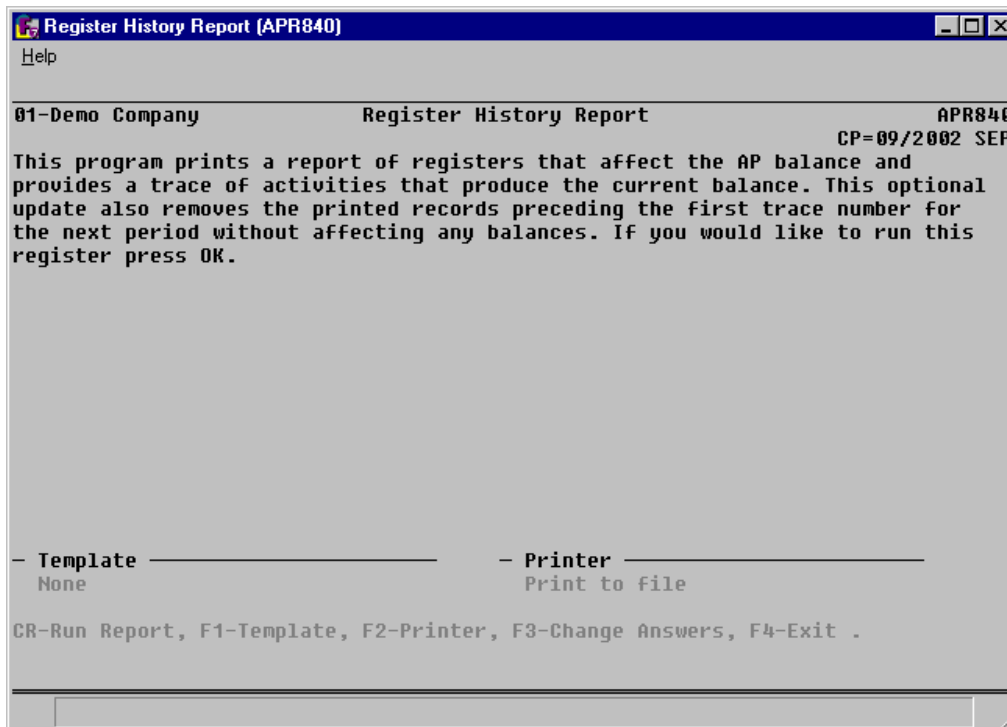 Register History Report (APR840)
Help
01-Demo Company Register History Report APR840
CP=09/2002 SEP
This program prints a report of registers that affect the AP balance and
provides a trace of activities that produce the current balance. This optional
update also removes the printed records preceding the first trace number for
the next period without affecting any balances. If you would like to run this
register press OK.
Template Printer
None Print to file
CR-Run Report, F1-Template, F2-Printer, F3-Change Answers, F4-Exit .